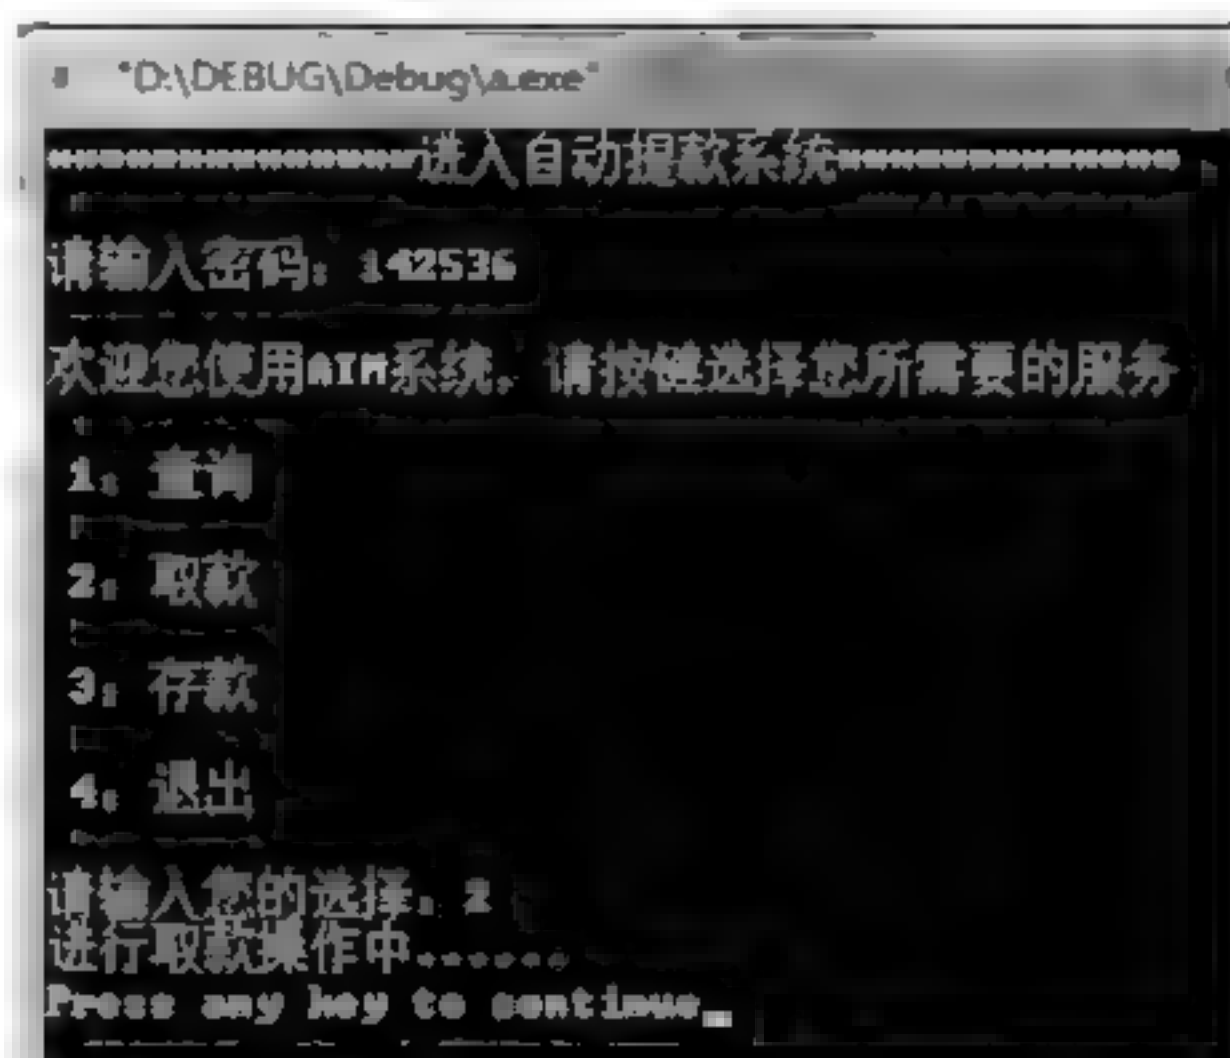 "D:\DEBUG\Debug\a.exe"
**********************进入自动提款系统********************
请输入密码：142536
欢迎您使用ATM系统，请按键选择您所需要的服务
1：查询
2：取款
3：存款
4：退出
请输入您的选择：2
进行取款操作中......
Press any key to continue_